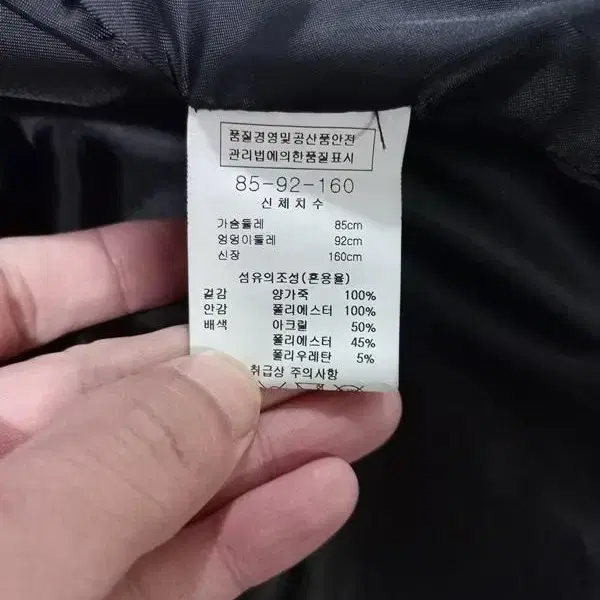 품질경영및공산품안전
관리법에의한품질표시
85-92-160
신체치수
가슴둘레 85cm
엉덩이둘레 92cm
신장 160cm
섬유의조성(혼용율)
겉감 양가죽 100%
안감 폴리에스터 100%
배색 아크릴 50%
폴리에스터 45%
폴리우레탄 5%
취급상 주의사항